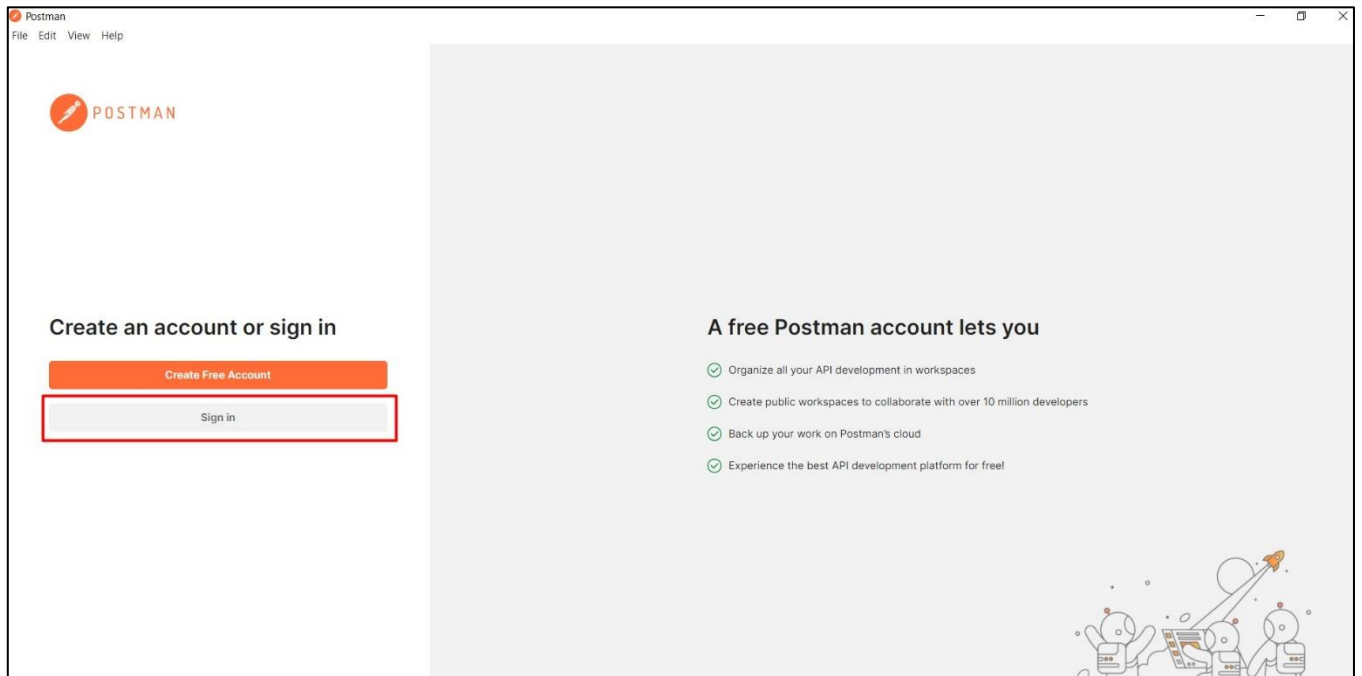 Postman
File Edit View Help
POSTMAN
Create an account or sign in
Create Free Account
Sign in
A free Postman account lets you
Organize all your API development in workspaces
Create public workspaces to collaborate with over 10 million developers
Back up your work on Postman's cloud
Experience the best API development platform for free!